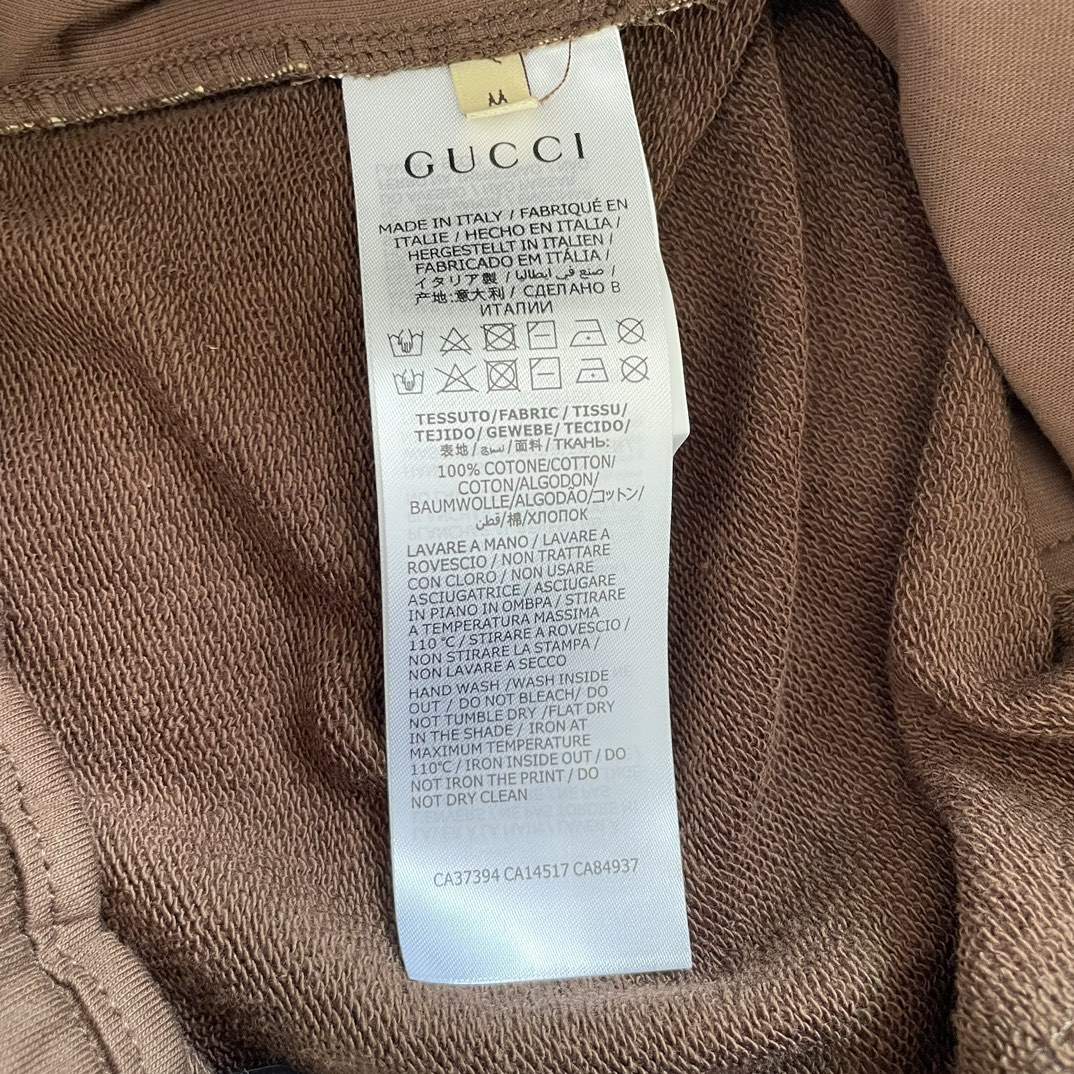 M
GUCCI
MADE IN ITALY / FABRIQUÉ EN
ITALIE / HECHO EN ITALIA /
HERGESTELLT IN ITALIEN /
FABRICADO EM ITÁLIA /
イタリア製 / صنع في ايطاليا /
产地:意大利 / СДЕЛАНО В
ИТАЛИИ
TESSUTO/FABRIC / TISSU/
TEJIDO/ GEWEBE/ TECIDO/
表地 / نسيج / 面料 / ТКАНЬ:
100% COTONE/COTTON/
COTON/ALGODON/
BAUMWOLLE/ALGODÃO/コットン/
قطن/棉/ХЛОПОК
LAVARE A MANO / LAVARE A
ROVESCIO / NON TRATTARE
CON CLORO / NON USARE
ASCIUGATRICE / ASCIUGARE
IN PIANO IN OMBPA / STIRARE
A TEMPERATURA MASSIMA
110 °C / STIRARE A ROVESCIO /
NON STIRARE LA STAMPA /
NON LAVARE A SECCO
HAND WASH /WASH INSIDE
OUT / DO NOT BLEACH/ DO
NOT TUMBLE DRY /FLAT DRY
IN THE SHADE / IRON AT
MAXIMUM TEMPERATURE
110°C / IRON INSIDE OUT / DO
NOT IRON THE PRINT / DO
NOT DRY CLEAN
CA37394 CA14517 CA84937